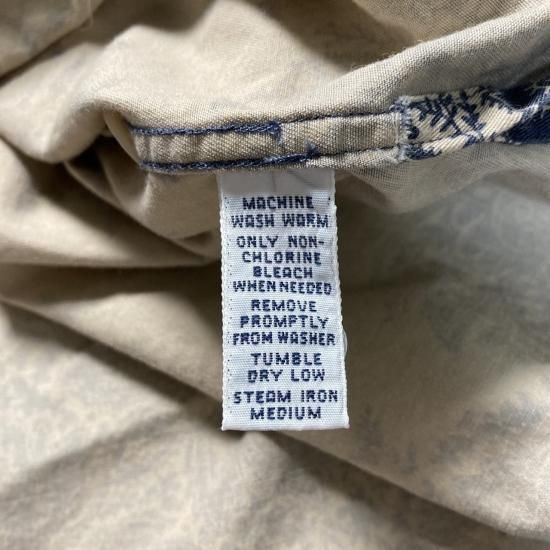 MACHINE
WASH WARM
ONLY NON-
CHLORINE
BLEACH
WHEN NEEDED
REMOVE
PROMPTLY
FROM WASHER
TUMBLE
DRY LOW
STEAM IRON
MEDIUM